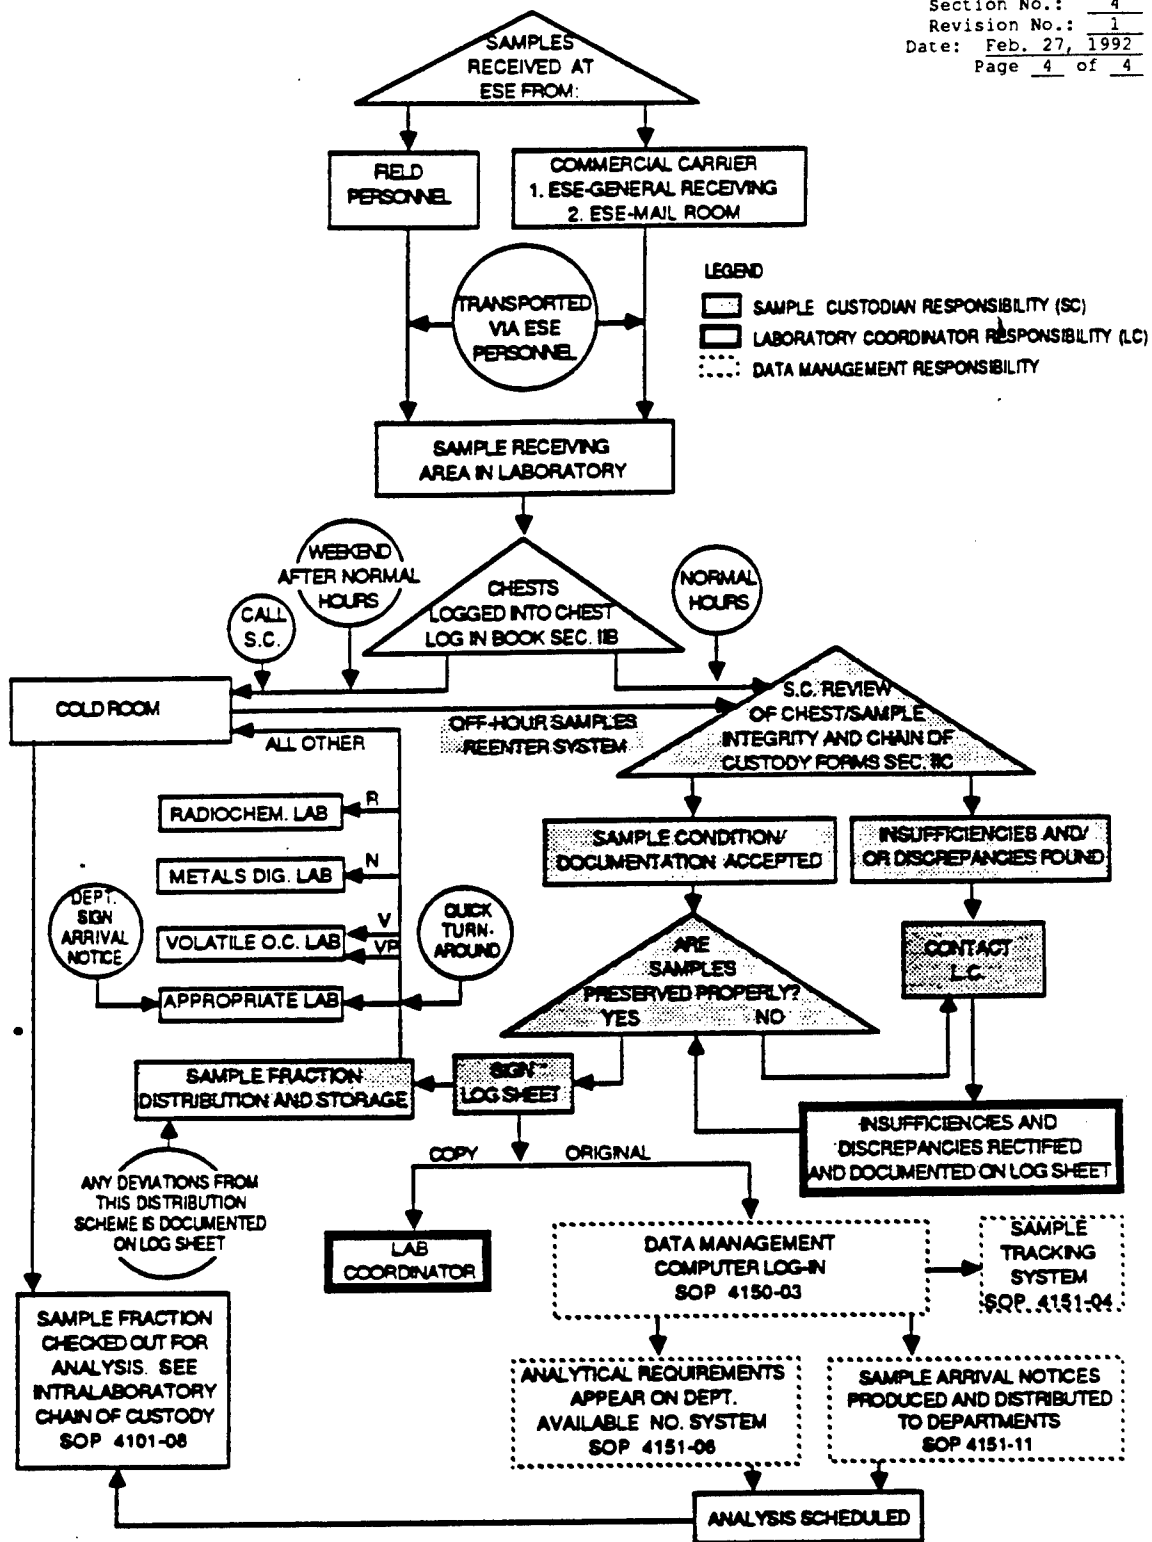 Section No.: 4
Revision No.: 1
Date: Feb. 27, 1992
Page 4 of 4
SAMPLES
RECEIVED AT
ESE FROM:
FIELD
PERSONNEL
COMMERCIAL CARRIER
1. ESE-GENERAL RECEIVING
2. ESE-MAIL ROOM
TRANSPORTED
VIA ESE
PERSONNEL
LEGEND
SAMPLE CUSTODIAN RESPONSIBILITY (SC)
LABORATORY COORDINATOR RESPONSIBILITY (LC)
DATA MANAGEMENT RESPONSIBILITY
SAMPLE RECEIVING
AREA IN LABORATORY
WEEKEND
AFTER NORMAL
HOURS
CALL
S.C.
CHESTS
LOGGED INTO CHEST
LOG IN BOOK SEC. IIB
NORMAL
HOURS
COLD ROOM
OFF-HOUR SAMPLES
REENTER SYSTEM
ALL OTHER
S.C. REVIEW
OF CHEST/SAMPLE
INTEGRITY AND CHAIN OF
CUSTODY FORMS SEC. IIC
RADIOCHEM. LAB
R
METALS DIG. LAB
N
VOLATILE O.C. LAB
V
VP
APPROPRIATE LAB
DEPT.
SIGN
ARRIVAL
NOTICE
QUICK
TURN-
AROUND
SAMPLE CONDITION/
DOCUMENTATION ACCEPTED
INSUFFICIENCIES AND/
OR DISCREPANCIES FOUND
ARE
SAMPLES
PRESERVED PROPERLY?
YES NO
CONTACT
L.C.
SAMPLE FRACTION
DISTRIBUTION AND STORAGE
SIGN
LOG SHEET
INSUFFICIENCIES AND
DISCREPANCIES RECTIFIED
AND DOCUMENTED ON LOG SHEET
COPY ORIGINAL
ANY DEVIATIONS FROM
THIS DISTRIBUTION
SCHEME IS DOCUMENTED
ON LOG SHEET
LAB
COORDINATOR
DATA MANAGEMENT
COMPUTER LOG-IN
SOP 4150-03
SAMPLE
TRACKING
SYSTEM
SOP 4151-04
SAMPLE FRACTION
CHECKED OUT FOR
ANALYSIS. SEE
INTRALABORATORY
CHAIN OF CUSTODY
SOP 4101-08
ANALYTICAL REQUIREMENTS
APPEAR ON DEPT.
AVAILABLE NO. SYSTEM
SOP 4151-06
SAMPLE ARRIVAL NOTICES
PRODUCED AND DISTRIBUTED
TO DEPARTMENTS
SOP 4151-11
ANALYSIS SCHEDULED